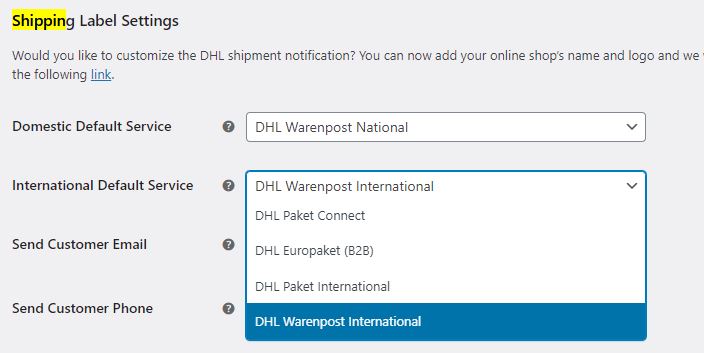 Shipping Label Settings
Would you like to customize the DHL shipment notification? You can now add your online shop's name and logo and we
the following link.
Domestic Default Service
DHL Warenpost National
International Default Service
DHL Warenpost International
DHL Paket Connect
Send Customer Email
DHL Europaket (B2B)
DHL Paket International
Send Customer Phone
DHL Warenpost International